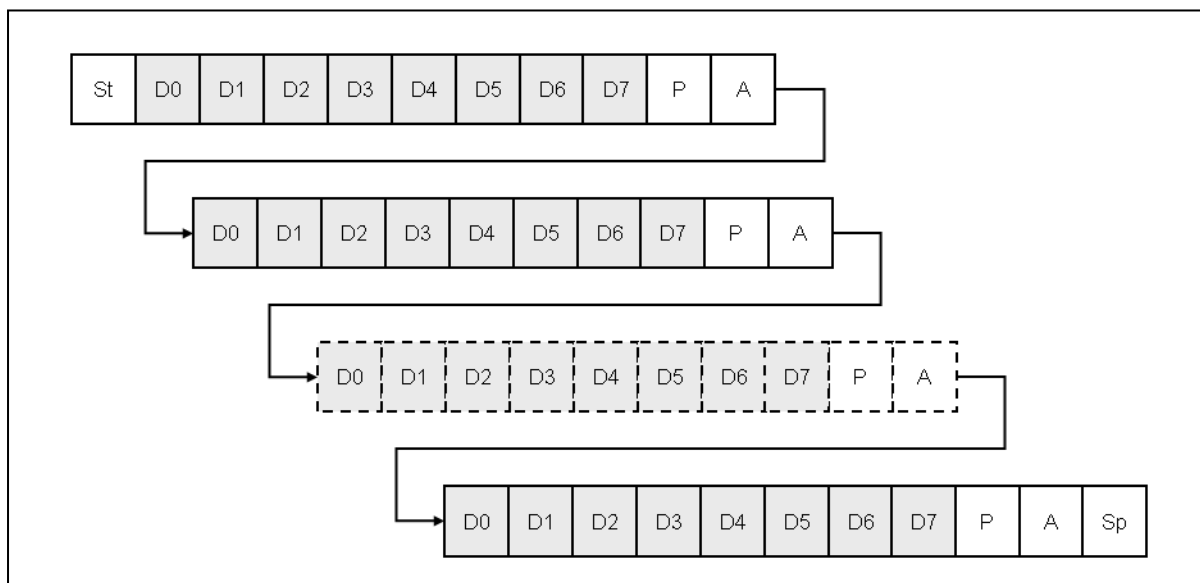 St D0 D1 D2 D3 D4 D5 D6 D7 P A
D0 D1 D2 D3 D4 D5 D6 D7 P A
D0 D1 D2 D3 D4 D5 D6 D7 P A
D0 D1 D2 D3 D4 D5 D6 D7 P A Sp